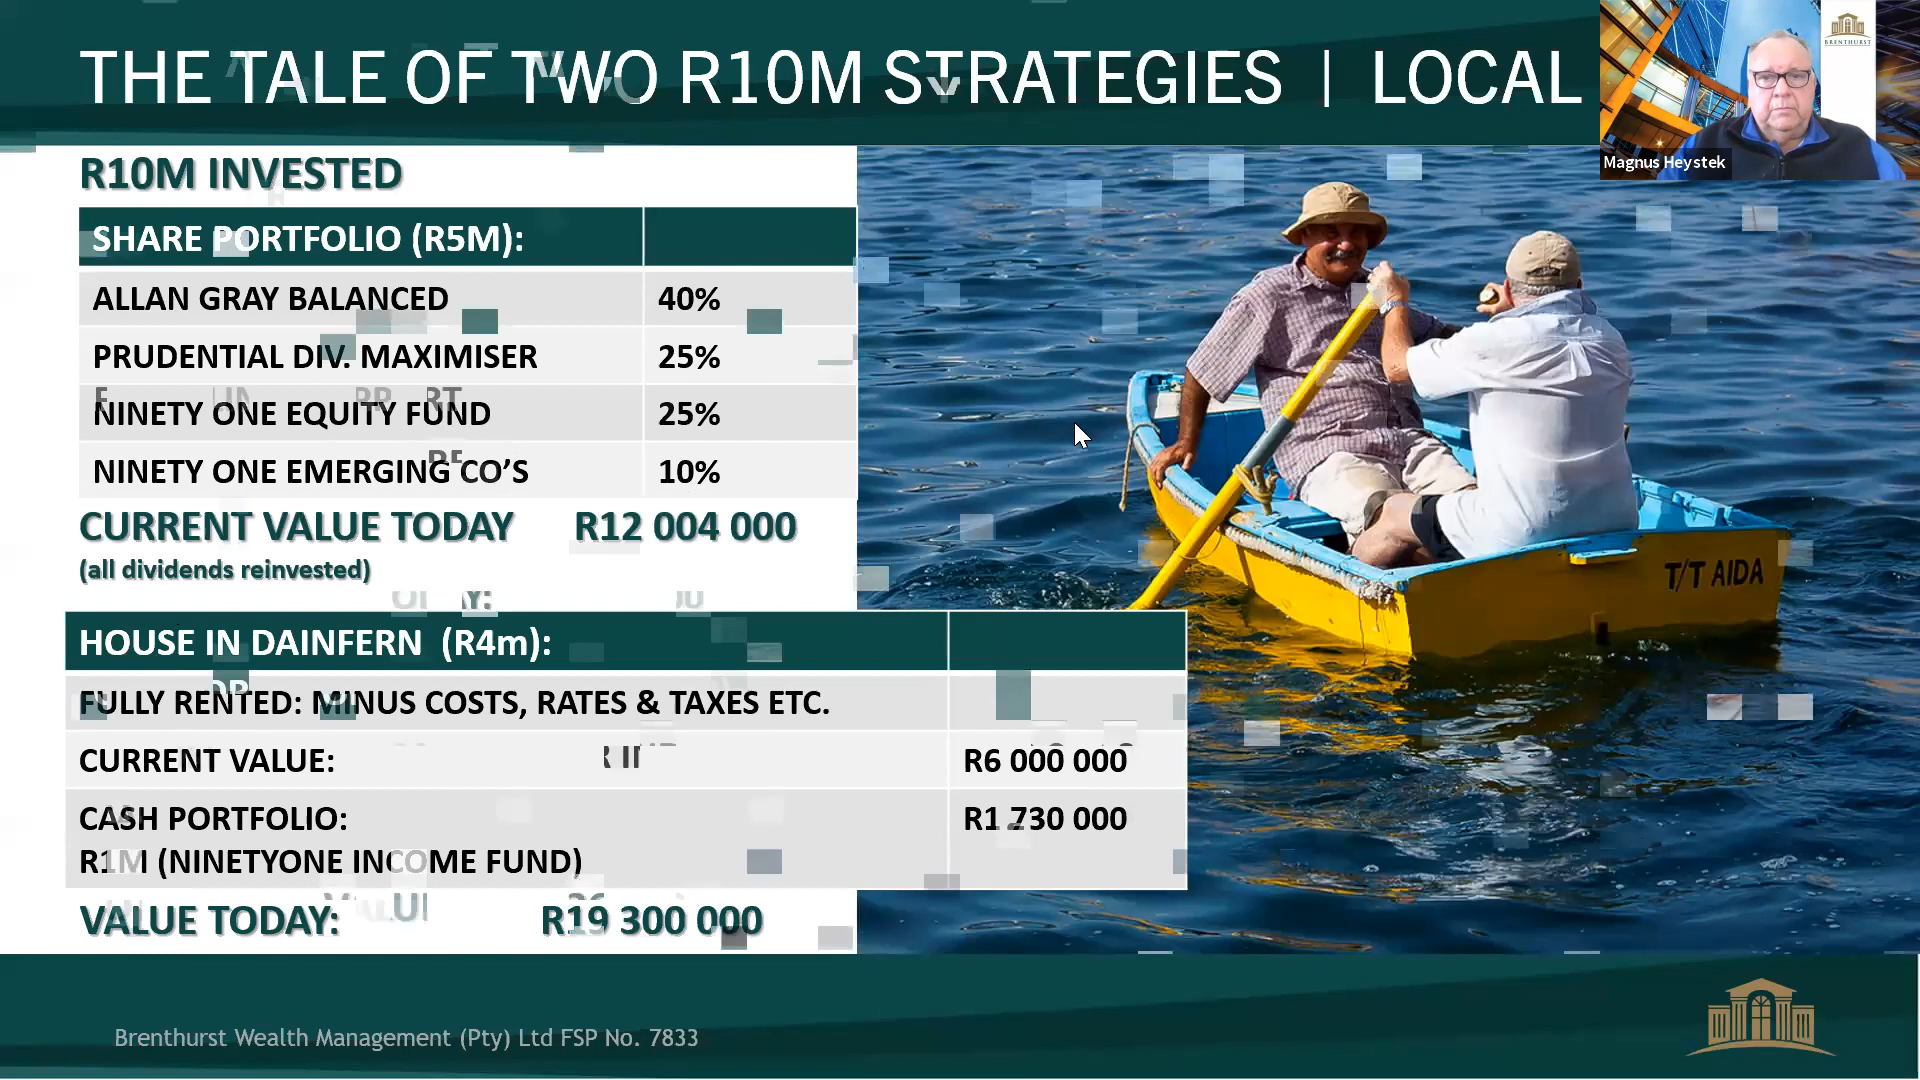 THE TALE OF TWO R10M STRATEGIES | LOCAL
BRENTHURST
Magnus Heystek
R10M INVESTED
SHARE PORTFOLIO (R5M):
ALLAN GRAY BALANCED 40%
PRUDENTIAL DIV. MAXIMISER 25%
NINETY ONE EQUITY FUND 25%
NINETY ONE EMERGING CO’S 10%
CURRENT VALUE TODAY R12 004 000
(all dividends reinvested)
HOUSE IN DAINFERN (R4m):
FULLY RENTED: MINUS COSTS, RATES & TAXES ETC.
CURRENT VALUE: R6 000 000
CASH PORTFOLIO: R1 730 000
R1M (NINETYONE INCOME FUND)
VALUE TODAY: R19 300 000
T/T AIDA
Brenthurst Wealth Management (Pty) Ltd FSP No. 7833